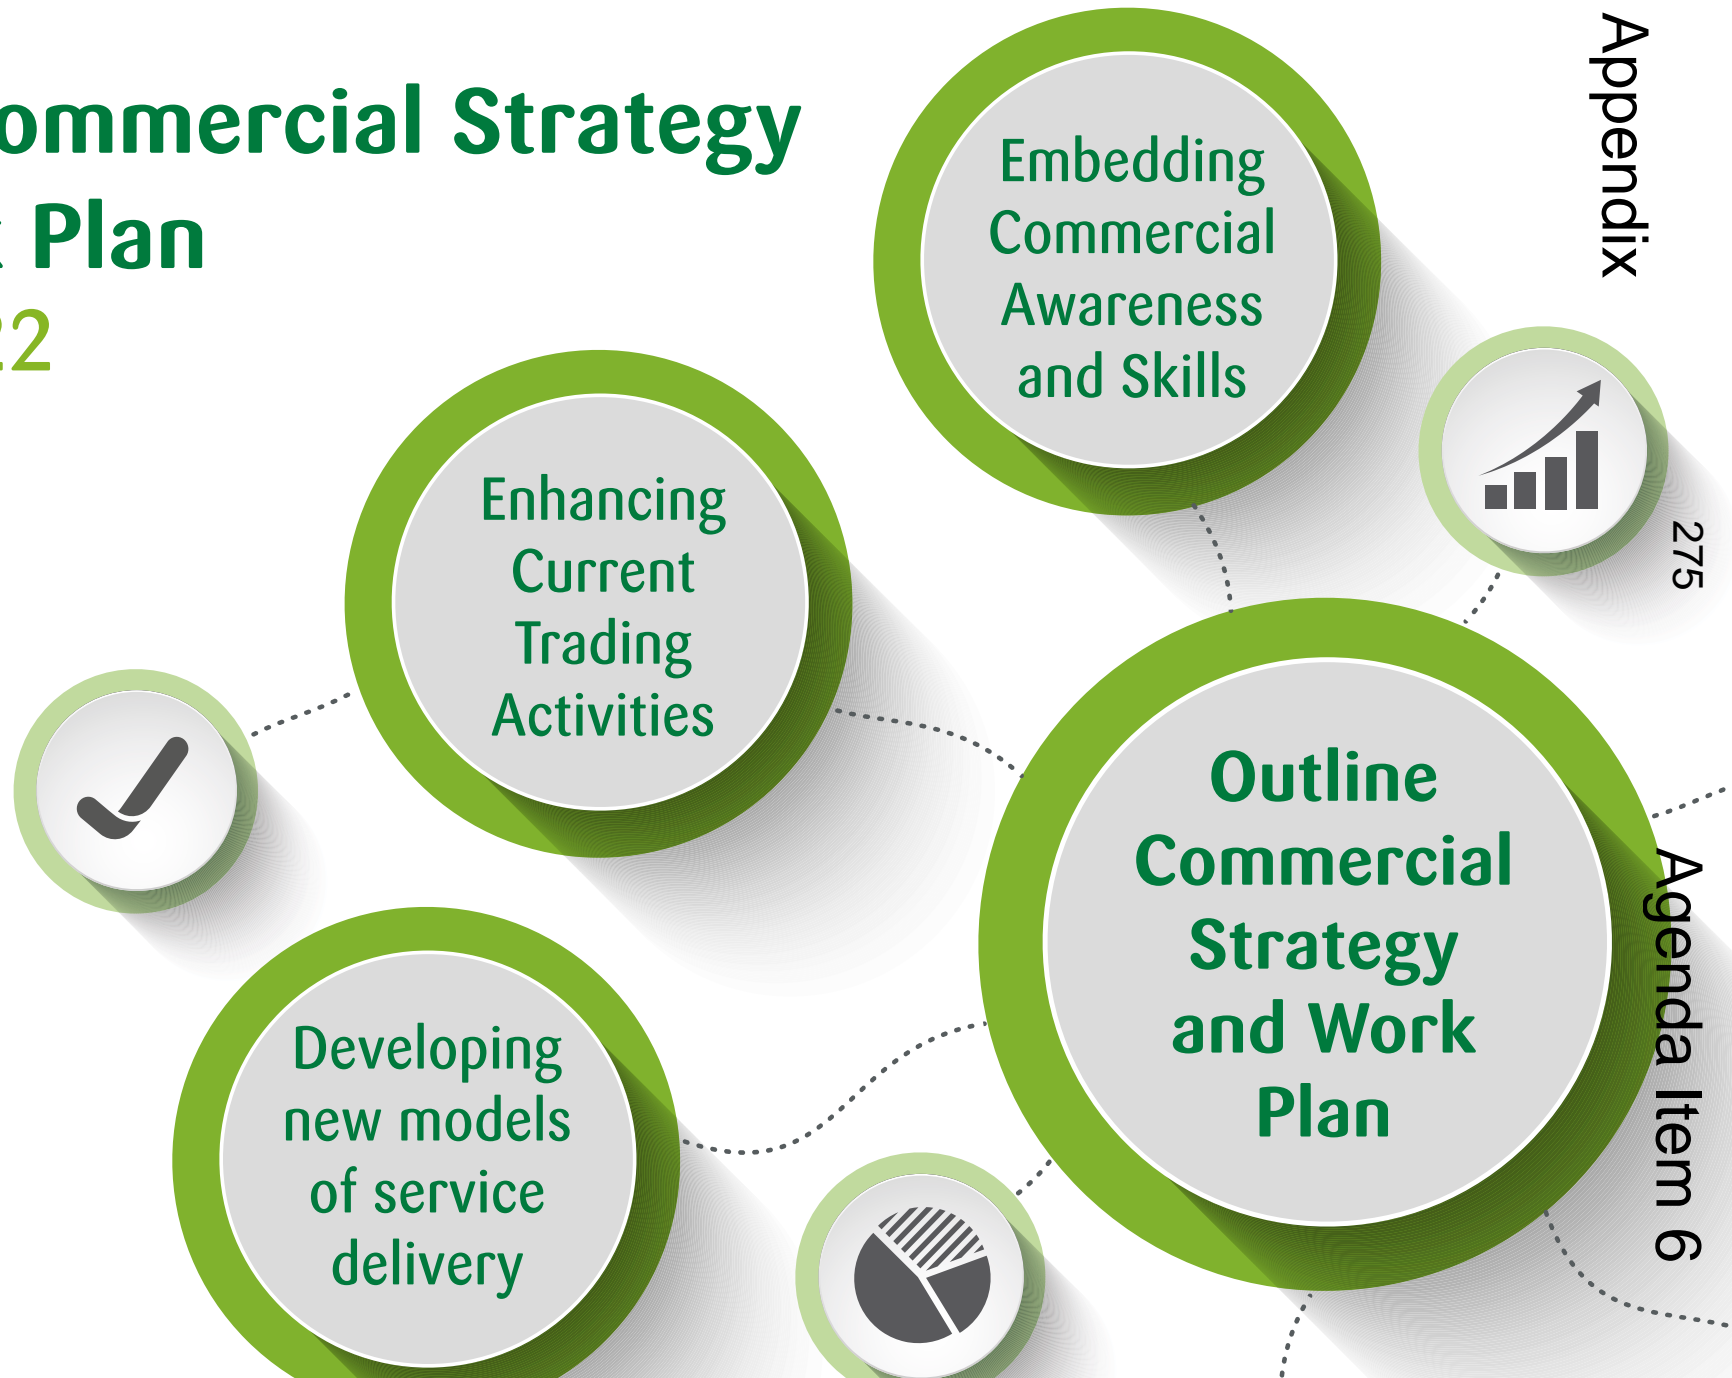 ommercial Strategy
Plan
22
Embedding
Commercial
Awareness
and Skills
Enhancing
Current
Trading
Activities
Outline
Commercial
Strategy
and Work
Plan
Developing
new models
of service
delivery
Appendix
275
Agenda Item 6